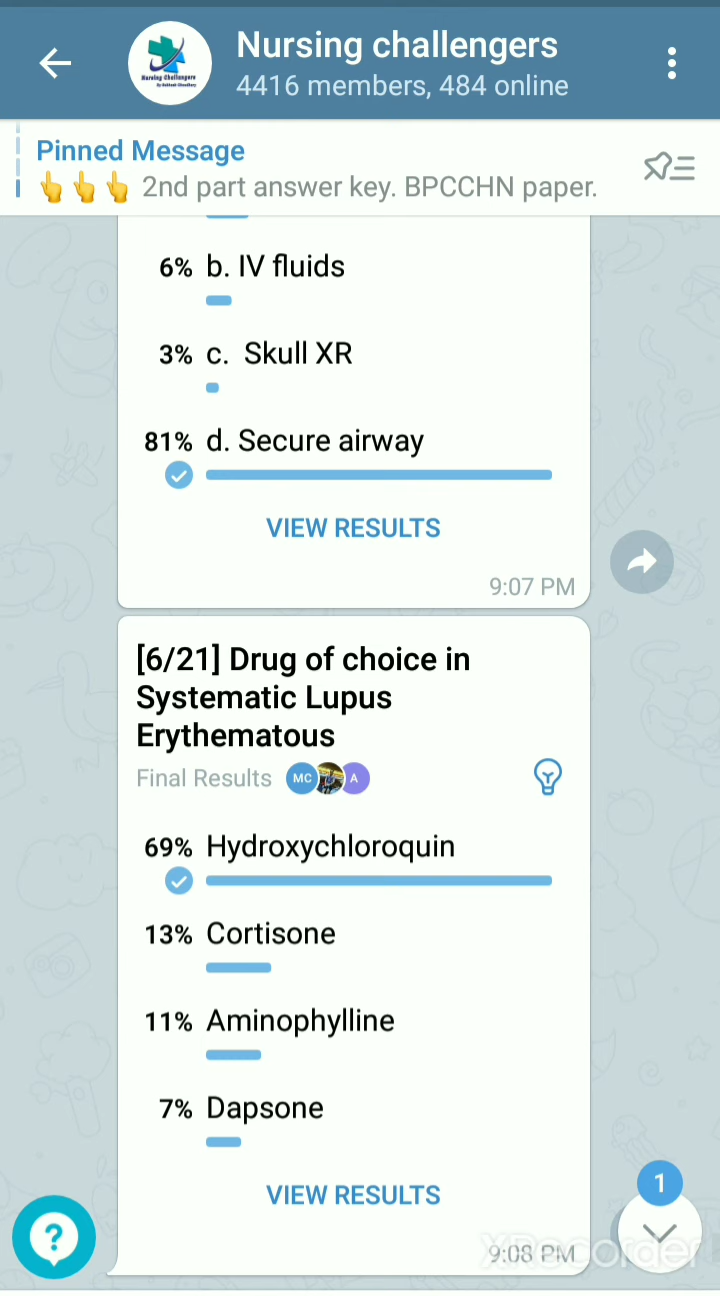 Nursing challengers
4416 members, 484 online
Pinned Message
👆👆👆 2nd part answer key. BPCCHN paper.
6% b. IV fluids
3% c. Skull XR
81% d. Secure airway
VIEW RESULTS
9:07 PM
[6/21] Drug of choice in
Systematic Lupus
Erythematous
Final Results MC A
69% Hydroxychloroquin
13% Cortisone
11% Aminophylline
7% Dapsone
VIEW RESULTS
1
?
9:08 PM
XRecorder